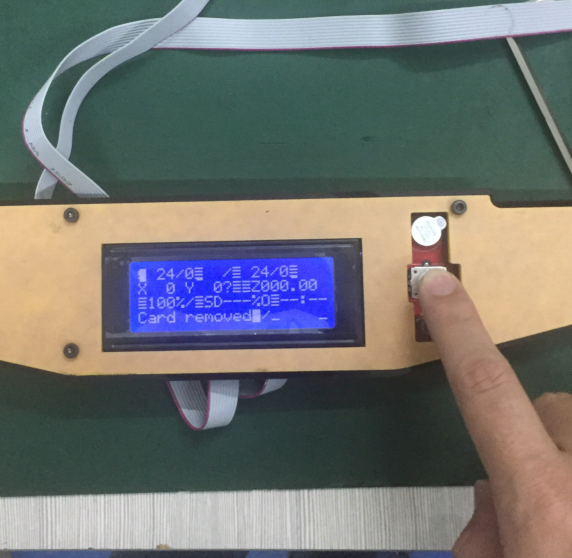 24/0≡ /≡ 24/0≡
X 0 Y 0?≡≡Z000.00
≡100%/≡SD---%O≡--:--
Card removed█/_ _